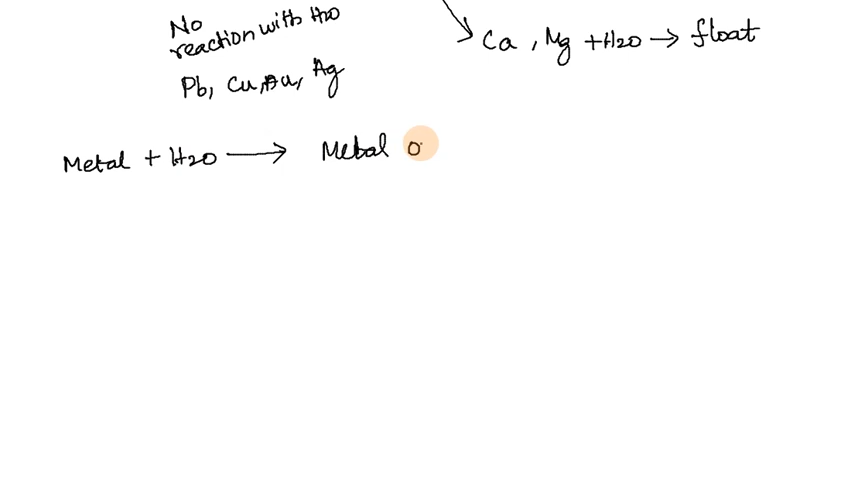 No
reaction with H2O
Pb, Cu, Au, Ag
Ca , Mg + H2O → float
Metal + H2O → Metal o